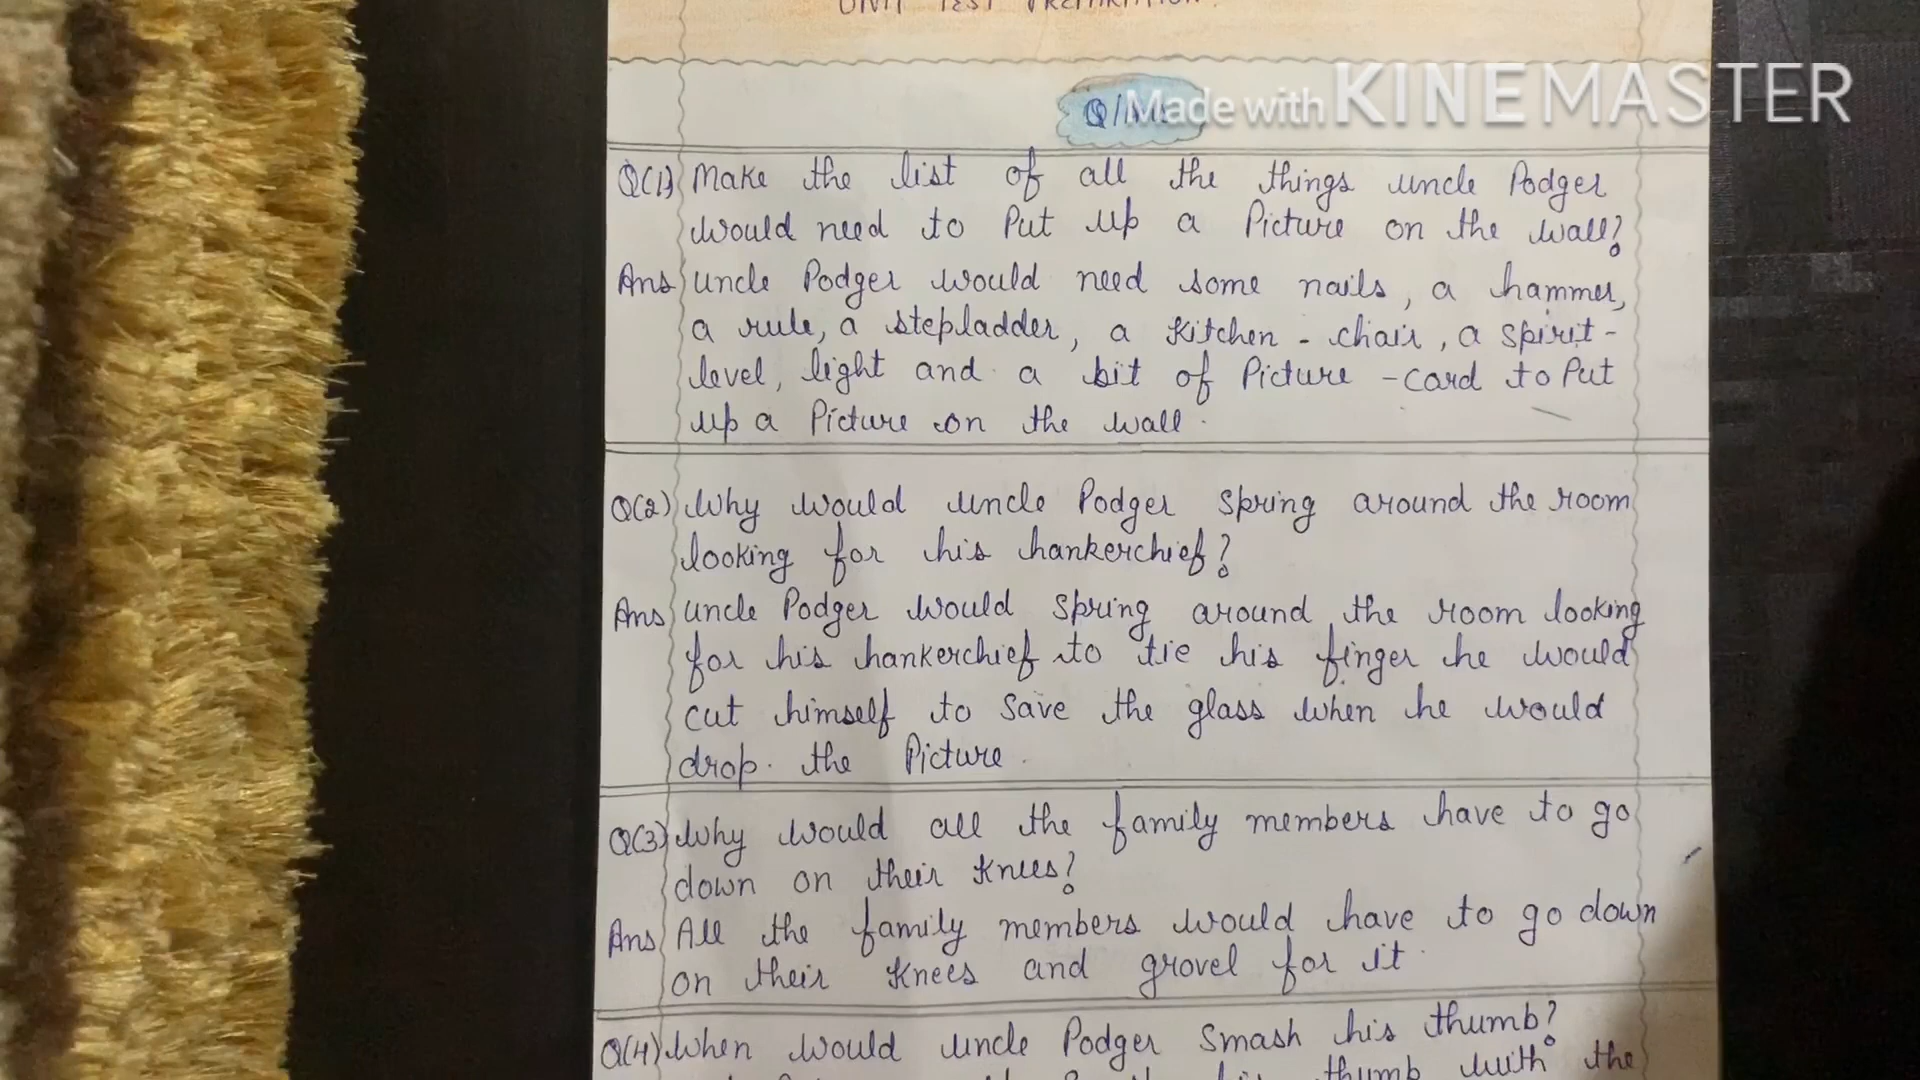 UNIT TEST PREPARATION.
Made with KINEMASTER
Q(1) Make the list of all the things uncle Podger
would need to Put up a Picture on the wall?
Ans uncle Podger would need some nails, a hammer,
a rule, a stepladder, a kitchen - chair, a spirit-
level, light and a bit of Picture - card to Put
up a Picture on the wall.
Q(2) Why would uncle Podger spring around the room
looking for his hankerchief?
Ans uncle Podger would spring around the room looking
for his hankerchief to tie his finger he would
cut himself to save the glass when he would
drop. the Picture.
Q(3) Why would all the family members have to go
down on their knees?
Ans All the family members would have to go down
on their knees and grovel for it.
Q(4) When would uncle Podger smash his thumb?
thumb with the